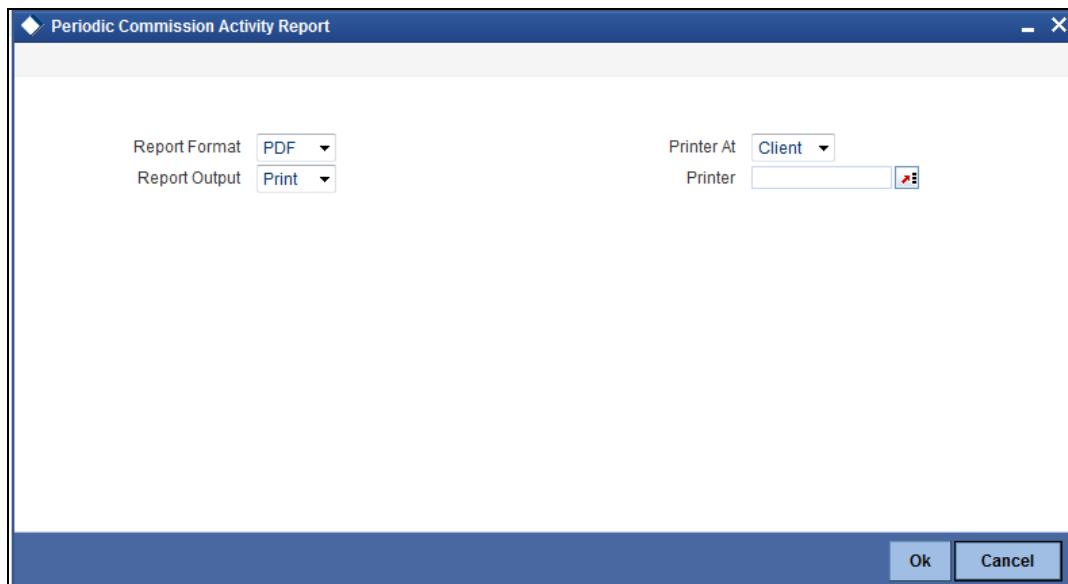 Periodic Commission Activity Report
Report Format PDF Printer At Client
Report Output Print Printer
Ok Cancel